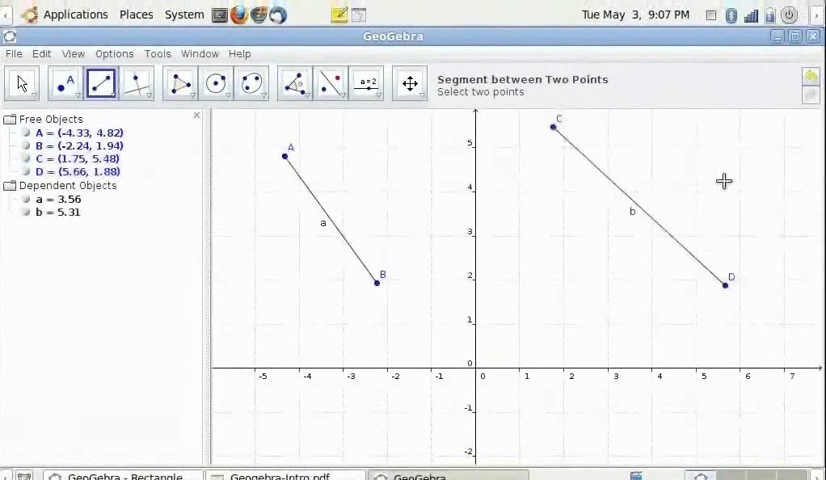 Applications Places System Tue May 3, 9:07 PM
GeoGebra
File Edit View Options Tools Window Help
A α a=2 Segment between Two Points
Select two points
Free Objects
A = (-4.33, 4.82)
B = (-2.24, 1.94)
C = (1.75, 5.48)
D = (5.66, 1.88)
Dependent Objects
a = 3.56
b = 5.31
C
5
A
4
b
a
3
B D
2
1
0
-5 -4 -3 -2 -1 0 1 2 3 4 5 6 7
-1
-2
GeoGebra - Rectangle... Geogebra-Intro.pdf GeoGebra